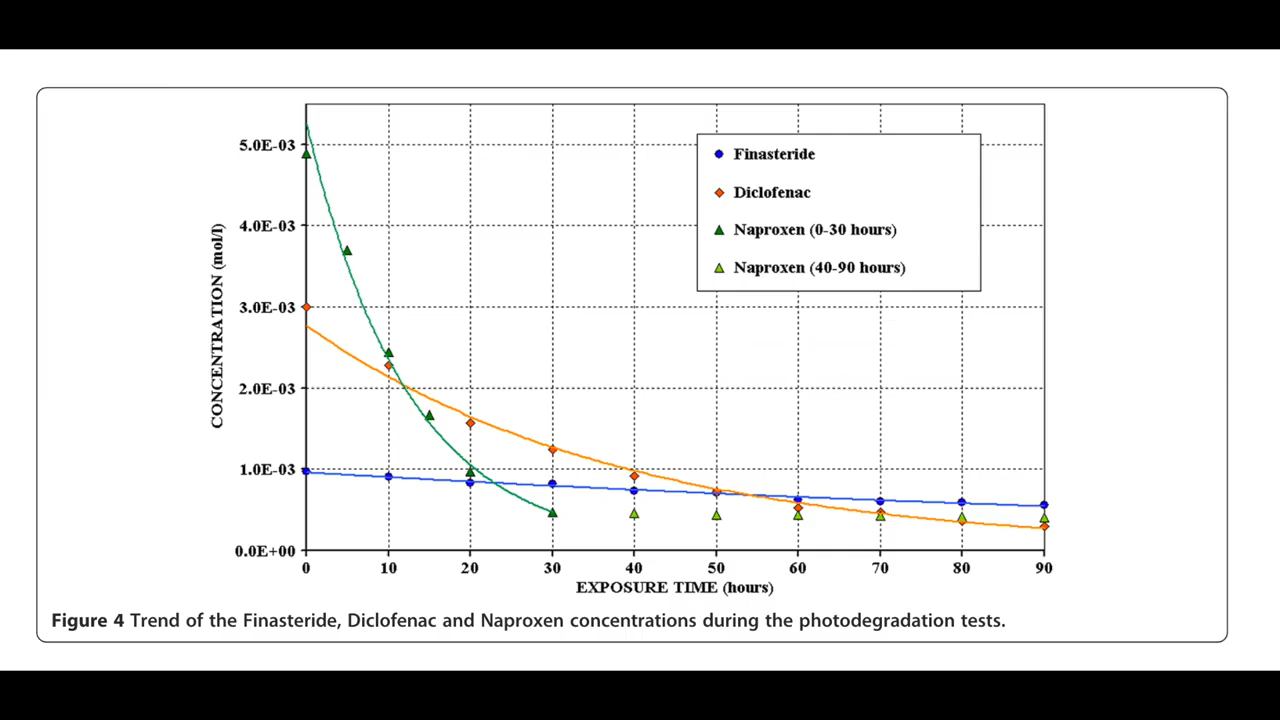 5.0E-03
4.0E-03
3.0E-03
2.0E-03
1.0E-03
0.0E+00
CONCENTRATION (mol/l)
Finasteride
Diclofenac
Naproxen (0-30 hours)
Naproxen (40-90 hours)
0 10 20 30 40 50 60 70 80 90
EXPOSURE TIME (hours)
Figure 4 Trend of the Finasteride, Diclofenac and Naproxen concentrations during the photodegradation tests.